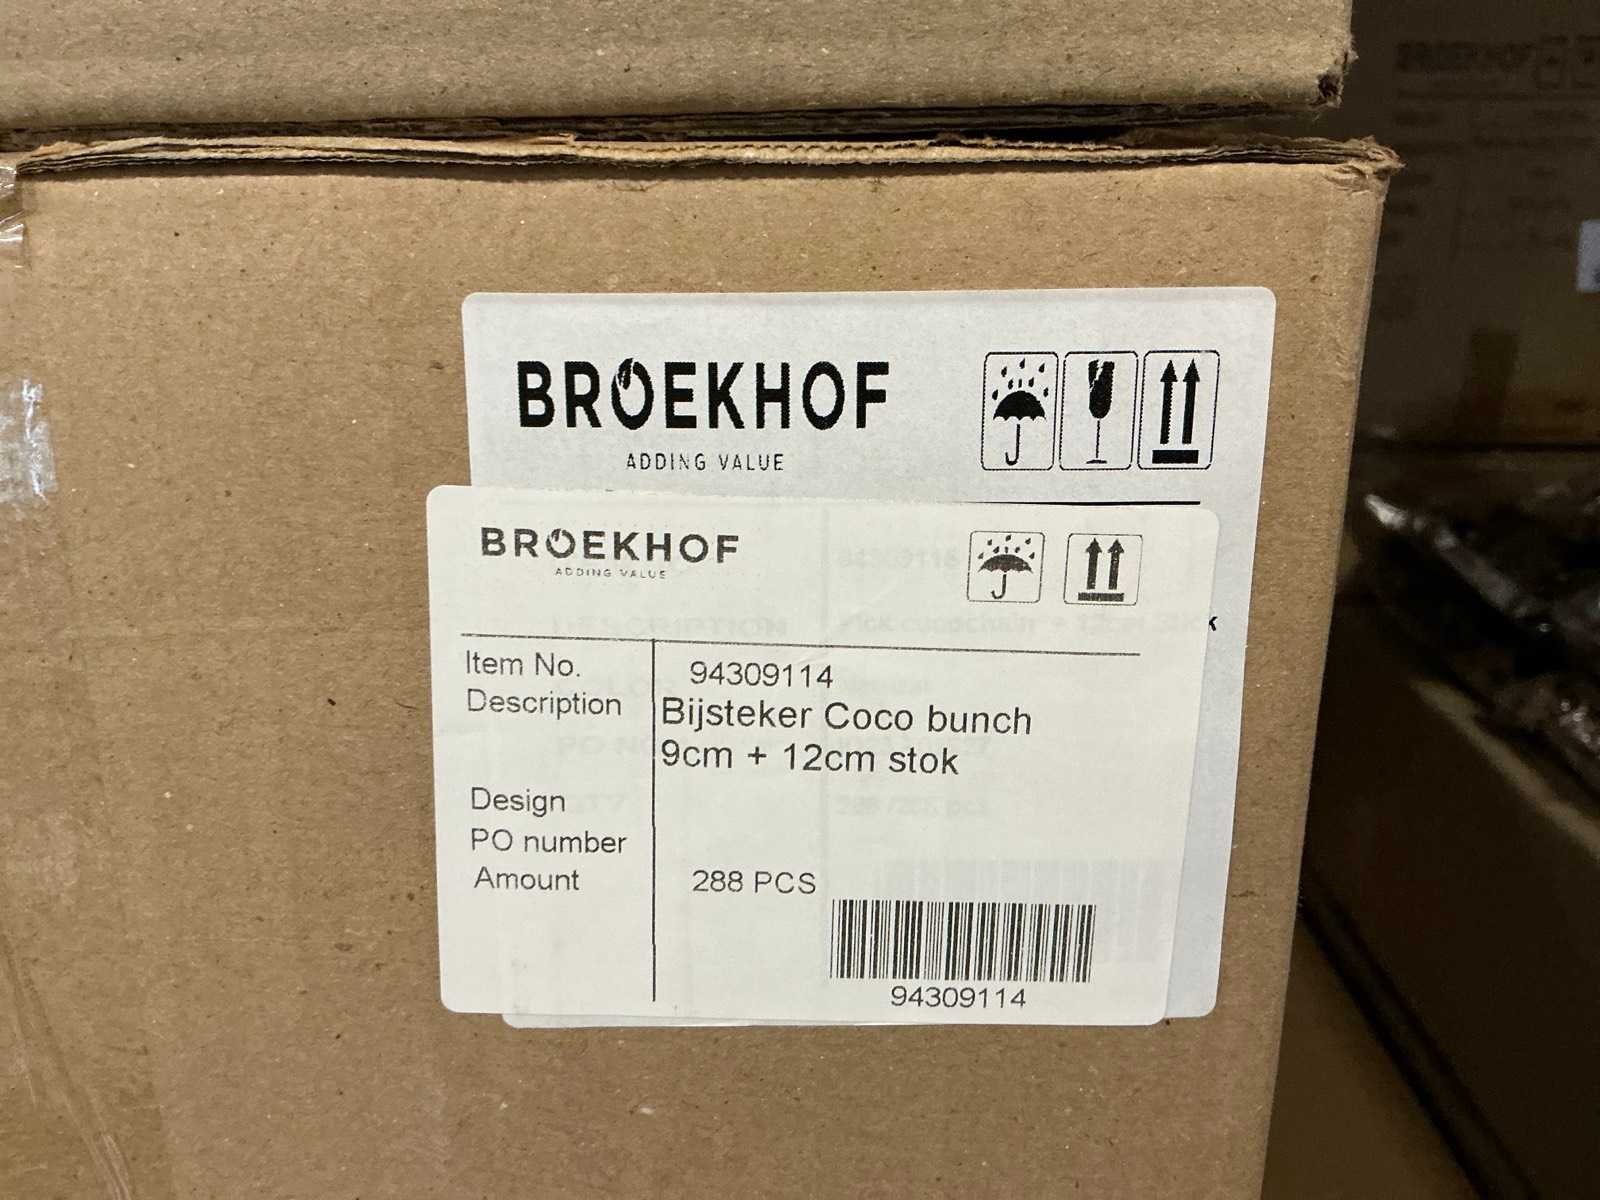 BROEKHOF
BROEKHOF
ADDING VALUE
BROEKHOF
ADDING VALUE
k
Item No. 94309114
Description Bijsteker Coco bunch
9cm + 12cm stok
Design
PO number
Amount 288 PCS
94309114